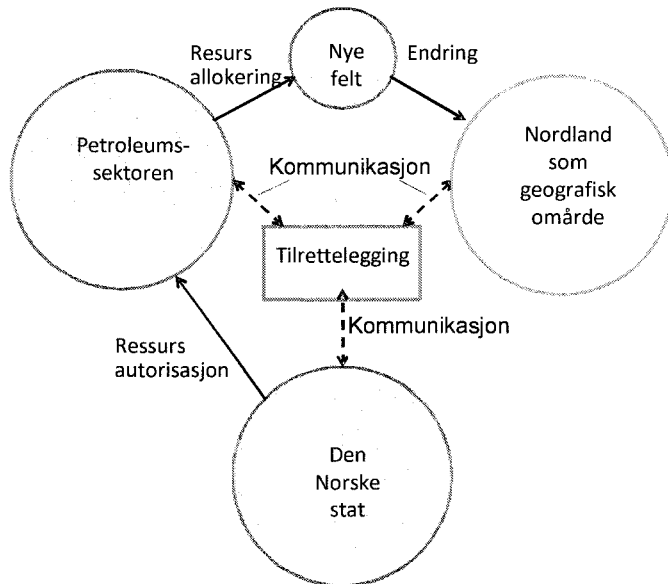 Resurs
allokering
Nye
felt
Endring
Petroleums-
sektoren
Kommunikasjon
Nordland
som
geografisk
område
Tilrettelegging
Kommunikasjon
Ressurs
autorisasjon
Den
Norske
stat